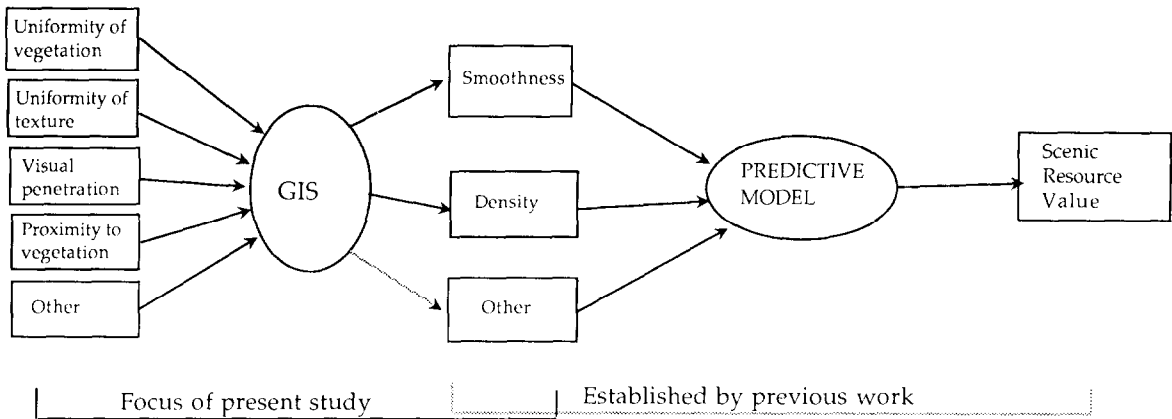 Uniformity of
vegetation
Uniformity of
texture
Visual
penetration
Proximity to
vegetation
Other
GIS
Smoothness
Density
Other
PREDICTIVE
MODEL
Scenic
Resource
Value
Focus of present study
Established by previous work